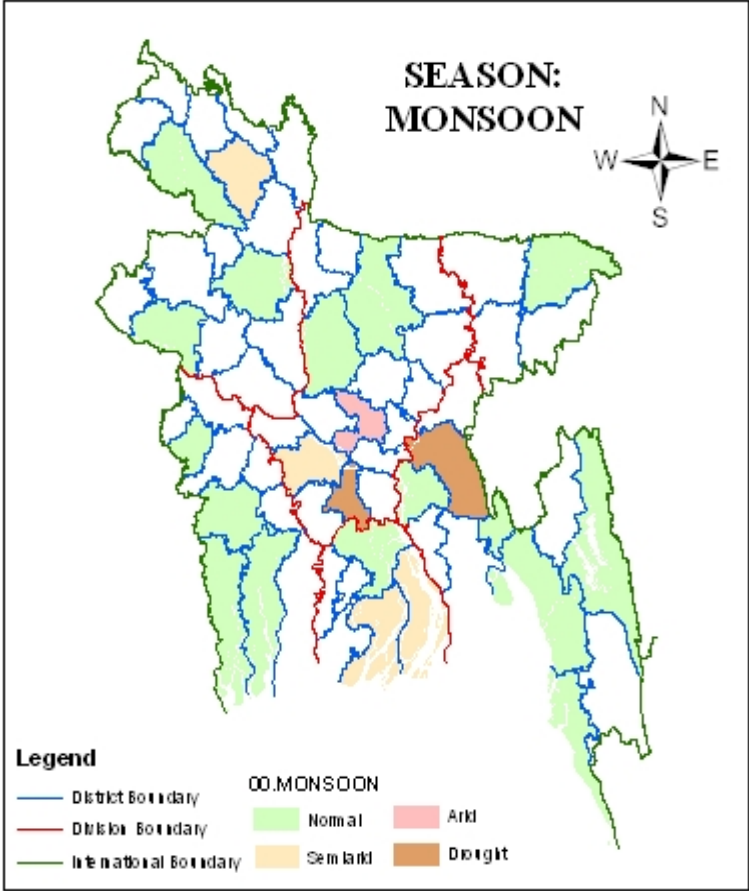 SEASON:
MONSOON
N
W E
S
Legend
District Boundary
Division Boundary
International Boundary
00.MONSOON
Normal
Semiarid
Arid
Drought